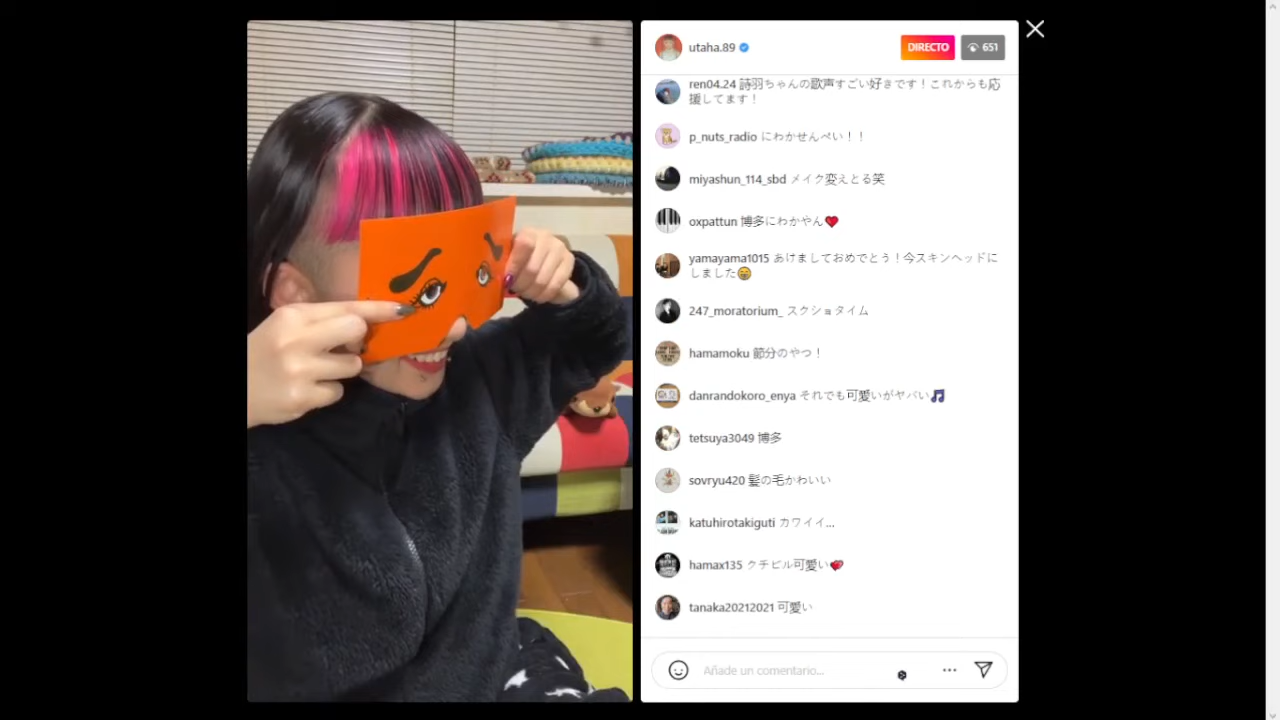 utaha.89
DIRECTO
651
ren04.24 詩羽ちゃんの歌声すごい好きです！これからも応
援してます！
p_nuts_radio にわかせんぺい！！
miyashun_114_sbd メイク変えとる笑
oxpattun 博多にわかやん❤️
yamayama1015 あけましておめでとう！今スキンヘッドに
しました😁
247_moratorium_ スクショタイム
hamamoku 節分のやつ！
danrandokoro_enya それでも可愛いがヤバい🎵
tetsuya3049 博多
sovryu420 髪の毛かわいい
katuhirotakiguti カワイイ...
hamax135 クチビル可愛い💕
tanaka20212021 可愛い
Añade un comentario...